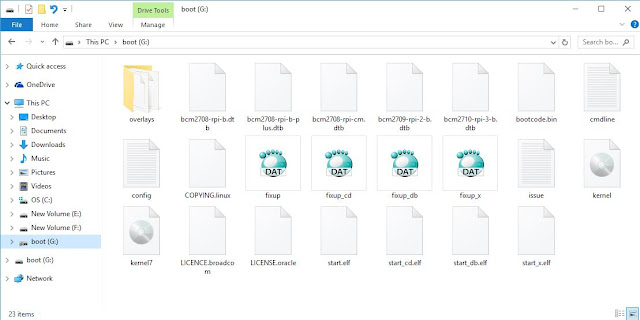 Drive Tools
boot (G:)
File
Home
Share
View
Manage
This PC
boot (G:)
Search bo...
Quick access
OneDrive
This PC
Desktop
Documents
Downloads
Music
Pictures
Videos
OS (C:)
New Volume (E:)
New Volume (F:)
boot (G:)
boot (G:)
Network
overlays
bcm2708-rpi-b.dt
b
bcm2708-rpi-b-p
lus.dtb
bcm2708-rpi-cm.
dtb
bcm2709-rpi-2-b.
dtb
bcm2710-rpi-3-b.
dtb
bootcode.bin
cmdline
config
COPYING.linux
DAT
fixup
DAT
fixup_cd
DAT
fixup_db
DAT
fixup_x
issue
kernel
kernel7
LICENCE.broadco
m
LICENSE.oracle
start.elf
start_cd.elf
start_db.elf
start_x.elf
23 items